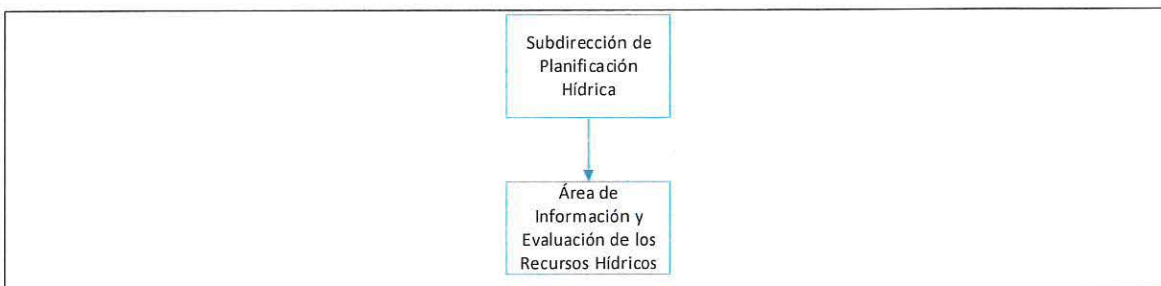 Subdirección de
Planificación
Hídrica
Área de
Información y
Evaluación de los
Recursos Hídricos